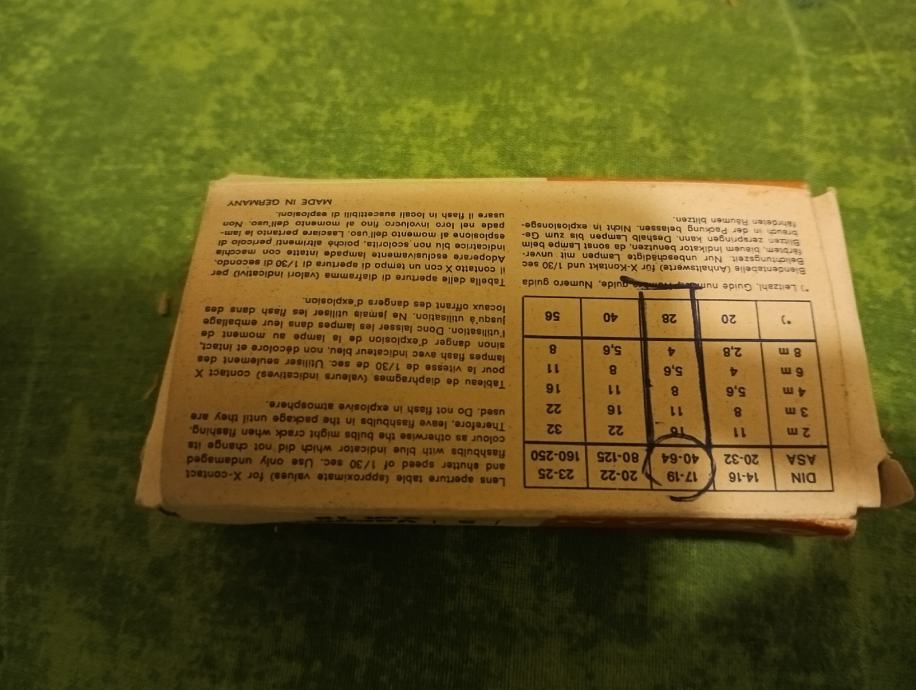 DIN 14-16 17-19 20-22 23-25
ASA 20-32 40-64 80-125 160-250
2 m 11 16 22 32
3 m 8 11 16 22
4 m 5,6 8 11 16
6 m 4 5,6 8 11
8 m 2,8 4 5,6 8
*) 20 28 40 56
*) Leitzahl, Guide number, guide, Numero guida
Blendentabelle (Anhaltswerte) für X-Kontakt und 1/30 sec
Belichtungszeit. Nur unbeschädigte Lampen mit unver-
färbtem, blauem Indikator benutzen, da sonst Lampe beim
Blitzen zerspringen kann. Deshalb Lampen bis zum Ge-
brauch in der Packung belassen. Nicht in explosionsge-
fährdeten Räumen blitzen.
Lens aperture table (approximate values) for X-contact
and shutter speed of 1/30 sec. Use only undamaged
flashbulbs with blue indicator which did not change its
colour as otherwise the bulbs might crack when flashing.
Therefore, leave flashbulbs in the package until they are
used. Do not flash in explosive atmosphere.
Tableau de diaphragmes (valeurs indicatives) contact X
pour la vitesse de 1/30 de sec. Utiliser seulement des
lampes flash avec indicateur bleu, non décoloré et intact,
sinon danger d'explosion de la lampe au moment de
l'utilisation. Donc laisser les lampes dans leur emballage
jusqu'à utilisation. Ne jamais utiliser les flash dans des
locaux offrant des dangers d'explosion.
Tabella delle aperture di diaframma (valori indicativi) per
il contatto X con un tempo di apertura di 1/30 di secondo.
Adoperare esclusivamente lampade intatte con macchia
indicatrice blu non scolorita, poiché altrimenti pericolo di
esplosione al momento dell'uso. Lasciare pertanto le lam-
pade nel loro involucro fino al momento dell'uso. Non
usare il flash in locali suscettibili di esplosioni.
MADE IN GERMANY